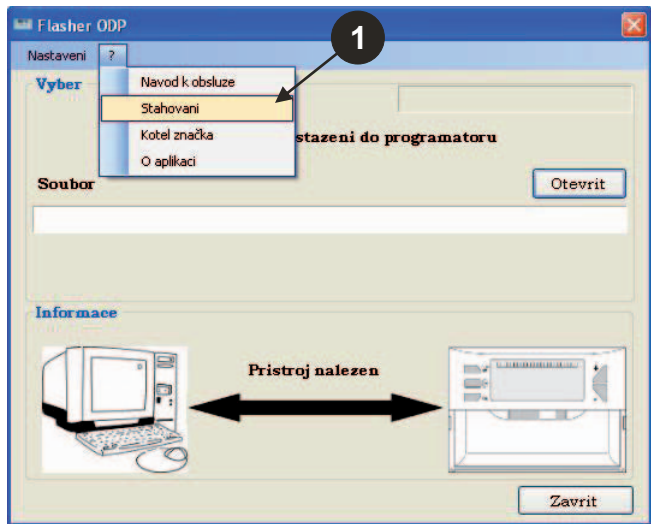 Flasher ODP
1
Nastaveni ?
Vyber
Navod k obsluze
Stahovani
Kotel značka
stazeni do programatoru
O aplikaci
Soubor
Otevrit
Informace
Pristroj nalezen
Zavrit